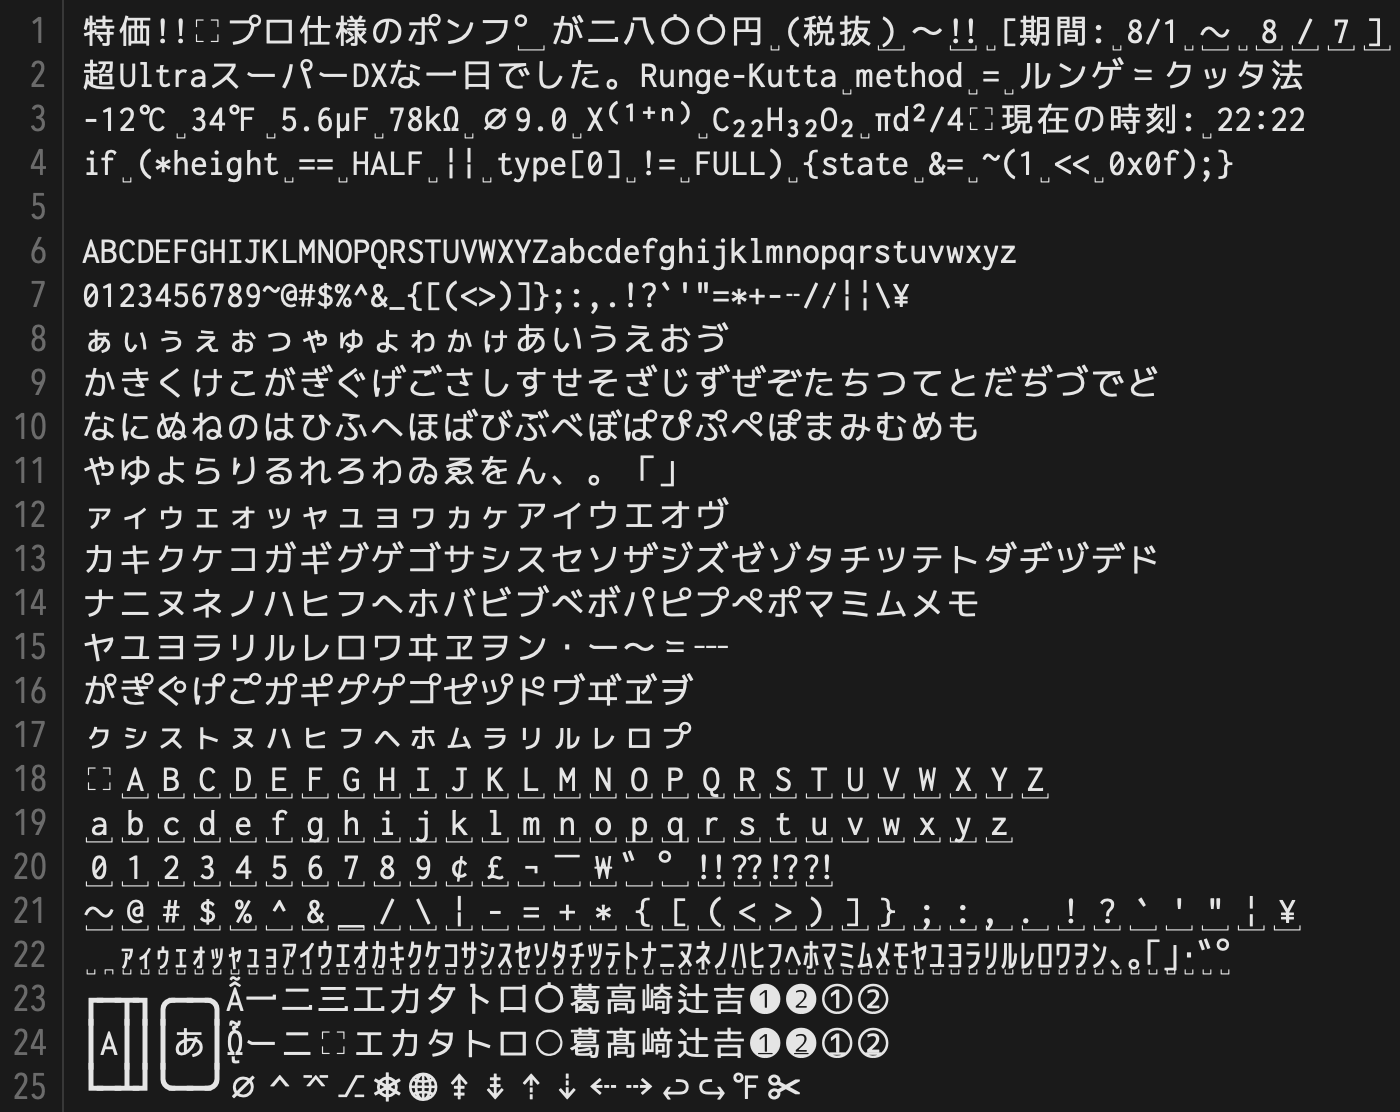 1 特価!!　プロ仕様のポンプ゜が二八〇〇円 (税抜）～‼ [期間: 8/1 ～ ８／７］
2 超UltraスーパーDXな一日でした。Runge-Kutta method = ルンゲ゠クッタ法
3 -12℃ 34℉ 5.6μF 78kΩ ⌀9.0 X⁽¹⁺ⁿ⁾ C₂₂H₃₂O₂ πd²/4　現在の時刻: 22:22
4 if (*height == HALF || type[0] != FULL) {state &= ~(1 << 0x0f);}
5
6 ABCDEFGHIJKLMNOPQRSTUVWXYZabcdefghijklmnopqrstuvwxyz
7 0123456789~@#$%^&_{[(<>)]};:,.!?`'"=*+-╌//||\¥
8 ぁぃぅぇぉっゃゅょゎゕゖあいうえおゔ
9 かきくけこがぎぐげごさしすせそざじずぜぞたちつてとだぢづでど
10 なにぬねのはひふへほばびぶべぼぱぴぷぺぽまみむめも
11 やゆよらりるれろわゐゑをん、。「」
12 ァィゥェォッャュョヮヵヶアイウエオヴ
13 カキクケコガギグゲゴサシスセソザジズゼゾタチツテトダヂヅデド
14 ナニヌネノハヒフヘホバビブベボパピプペポマミムメモ
15 ヤユヨラリルレロワヰヱヲン・ー～゠┄
16 か゚き゚く゚け゚こ゚カ゚キ゚ク゚ケ゚コ゚セ゚ツ゚ト゚ヷヸヹヺ
17 ㇰㇱㇲㇳㇴㇵㇶㇷㇸㇹㇺㇻㇼㇽㇾㇿㇷ゚
18 　ＡＢＣＤＥＦＧＨＩＪＫＬＭＮＯＰＱＲＳＴＵＶＷＸＹＺ
19 ａｂｃｄｅｆｇｈｉｊｋｌｍｎｏｐｑｒｓｔｕｖｗｘｙｚ
20 ０１２３４５６７８９￠￡￢￣￦゛゜‼⁇⁉⁈
21 ～＠＃＄％＾＆＿／＼｜－＝＋＊｛［（＜＞）］｝；：，．！？｀＇＂￤￥
22 ｧｨｩｪｫｯｬｭｮｱｲｳｴｵｶｷｸｹｺｻｼｽｾｿﾀﾁﾂﾃﾄﾅﾆﾇﾈﾉﾊﾋﾌﾍﾎﾏﾐﾑﾒﾓﾔﾕﾖﾗﾘﾙﾚﾛﾜｦﾝ､｡｢｣･ﾞﾟ
23 Ẫ一二三工力夕卜口〇葛高崎辻吉❶❷①②
24 A あ Ω̨ー二　エカタトロ○葛髙﨑辻𠮷❶❷①②
25 ⌀⌃⌤⎇⎈🌐⇞⇟⇡⇣⇠⇢↩↪℉✂